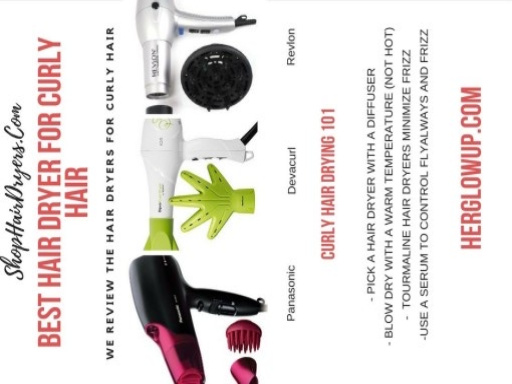 ShopHairDryers.Com
BEST HAIR DRYER FOR CURLY
HAIR
WE REVIEW THE HAIR DRYERS FOR CURLY HAIR
REVLON
Revlon
Devacurl
Panasonic
CURLY HAIR DRYING 101
- PICK A HAIR DRYER WITH A DIFFUSER
- BLOW DRY WITH A WARM TEMPERATURE (NOT HOT)
- TOURMALINE HAIR DRYERS MINIMIZE FRIZZ
-USE A SERUM TO CONTROL FLYALWAYS AND FRIZZ
HERGLOWUP.COM